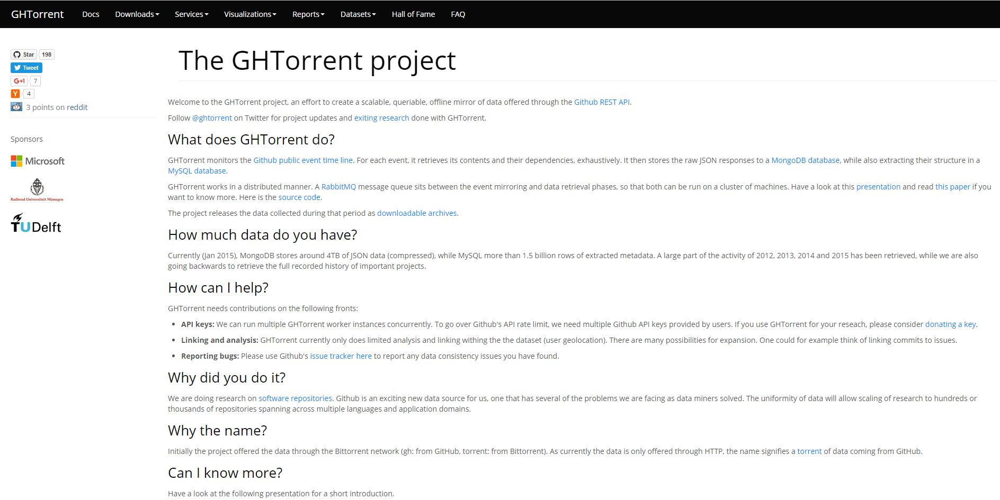 GHTorrent Docs Downloads Services Visualizations Reports Datasets Hall of Fame FAQ
Star 198
Tweet
G+1 7
Y 4
3 points on reddit
Sponsors
Microsoft
Radboud Universiteit Nijmegen
TUDelft
The GHTorrent project
Welcome to the GHTorrent project, an effort to create a scalable, queriable, offline mirror of data offered through the Github REST API.
Follow @ghtorrent on Twitter for project updates and exiting research done with GHTorrent.
What does GHTorrent do?
GHTorrent monitors the Github public event time line. For each event, it retrieves its contents and their dependencies, exhaustively. It then stores the raw JSON responses to a MongoDB database, while also extracting their structure in a
MySQL database.
GHTorrent works in a distributed manner. A RabbitMQ message queue sits between the event mirroring and data retrieval phases, so that both can be run on a cluster of machines. Have a look at this presentation and read this paper if you
want to know more. Here is the source code.
The project releases the data collected during that period as downloadable archives.
How much data do you have?
Currently (Jan 2015), MongoDB stores around 4TB of JSON data (compressed), while MySQL more than 1.5 billion rows of extracted metadata. A large part of the activity of 2012, 2013, 2014 and 2015 has been retrieved, while we are also
going backwards to retrieve the full recorded history of important projects.
How can I help?
GHTorrent needs contributions on the following fronts:
• API keys: We can run multiple GHTorrent worker instances concurrently. To go over Github's API rate limit, we need multiple Github API keys provided by users. If you use GHTorrent for your reseach, please consider donating a key.
• Linking and analysis: GHTorrent currently only does limited analysis and linking withing the the dataset (user geolocation). There are many possibilities for expansion. One could for example think of linking commits to issues.
• Reporting bugs: Please use Github's issue tracker here to report any data consistency issues you have found.
Why did you do it?
We are doing research on software repositories. Github is an exciting new data source for us, one that has several of the problems we are facing as data miners solved. The uniformity of data will allow scaling of research to hundreds or
thousands of repositories spanning across multiple languages and application domains.
Why the name?
Initially the project offered the data through the Bittorrent network (gh: from GitHub, torrent: from Bittorrent). As currently the data is only offered through HTTP, the name signifies a torrent of data coming from GitHub.
Can I know more?
Have a look at the following presentation for a short introduction.